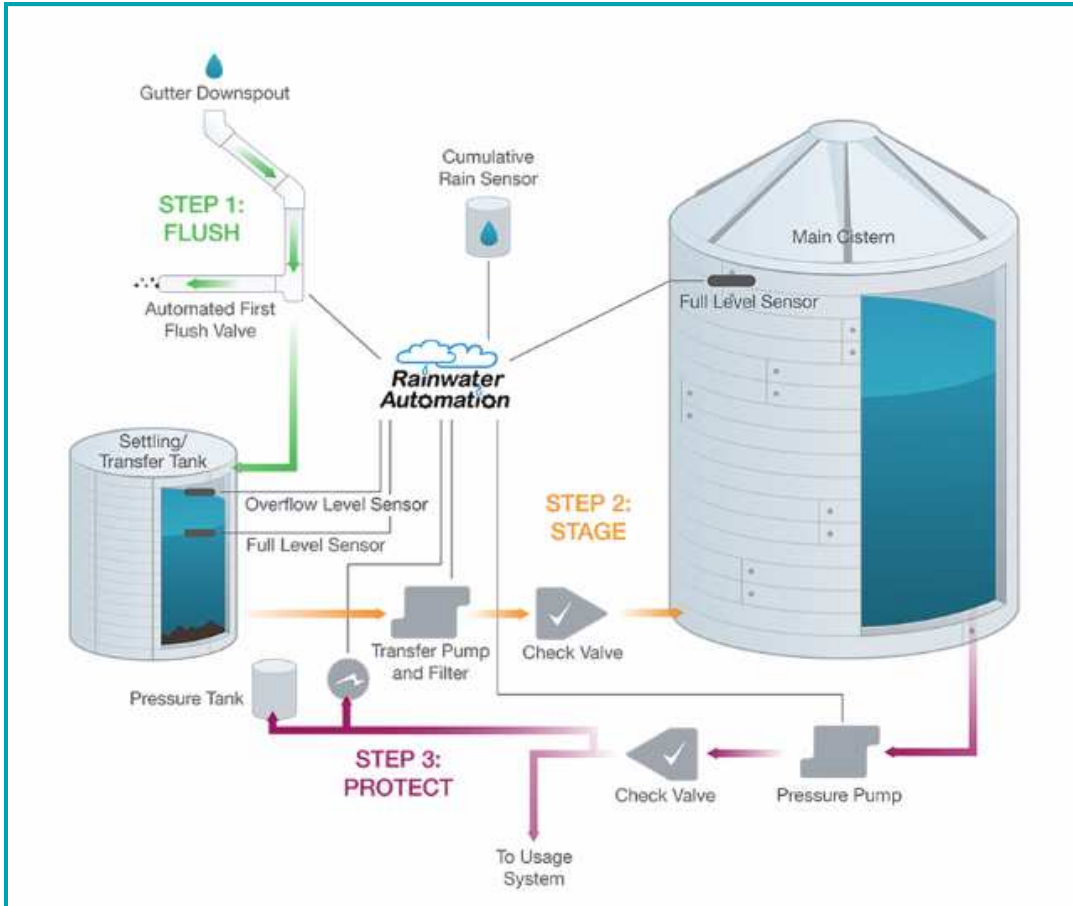 Gutter Downspout
STEP 1:
FLUSH
Automated First
Flush Valve
Cumulative
Rain Sensor
Main Cistern
Full Level Sensor
Rainwater
Automation
Settling/
Transfer Tank
Overflow Level Sensor
Full Level Sensor
STEP 2:
STAGE
Transfer Pump
and Filter
Check Valve
Pressure Tank
STEP 3:
PROTECT
Check Valve
Pressure Pump
To Usage
System